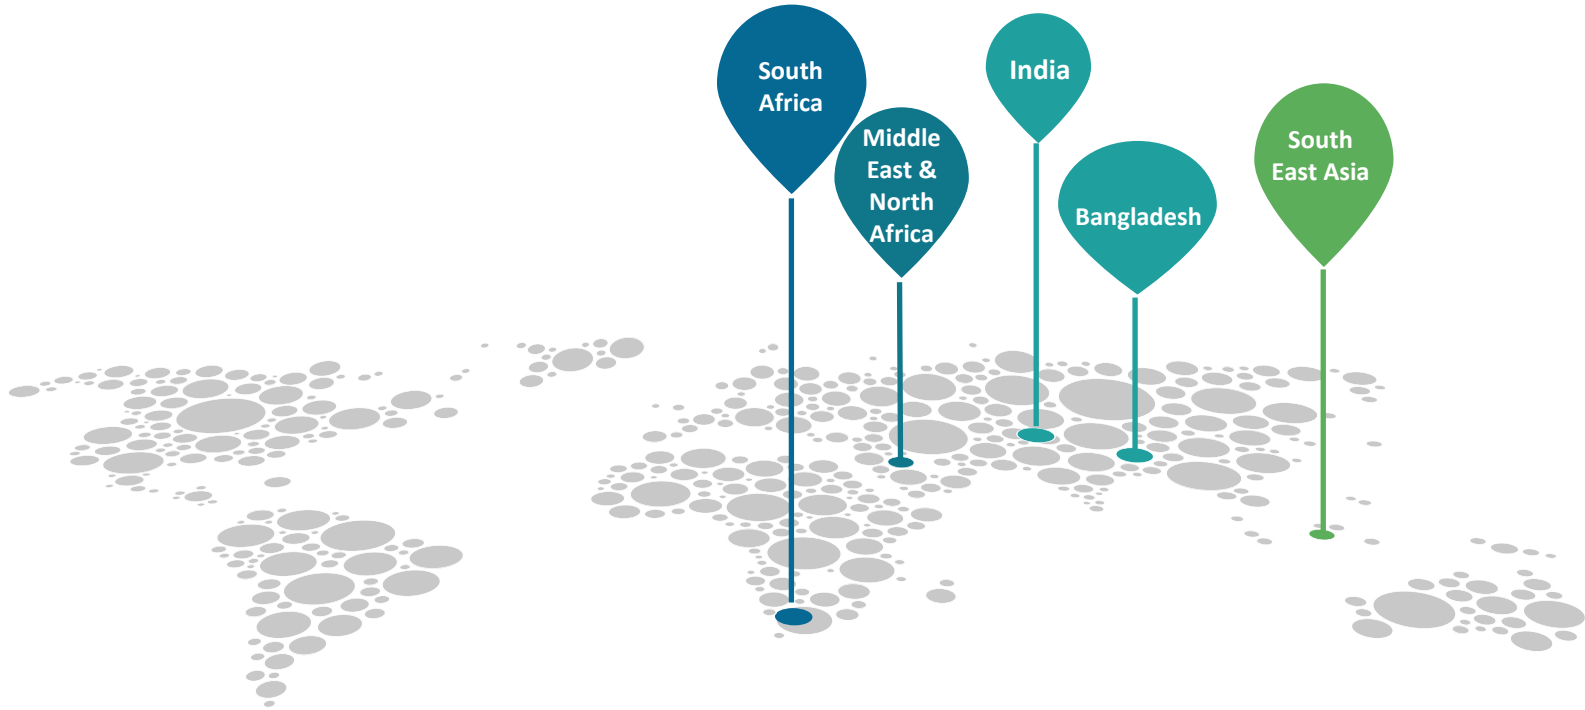 South
Africa
Middle
East &
North
Africa
India
Bangladesh
South
East Asia